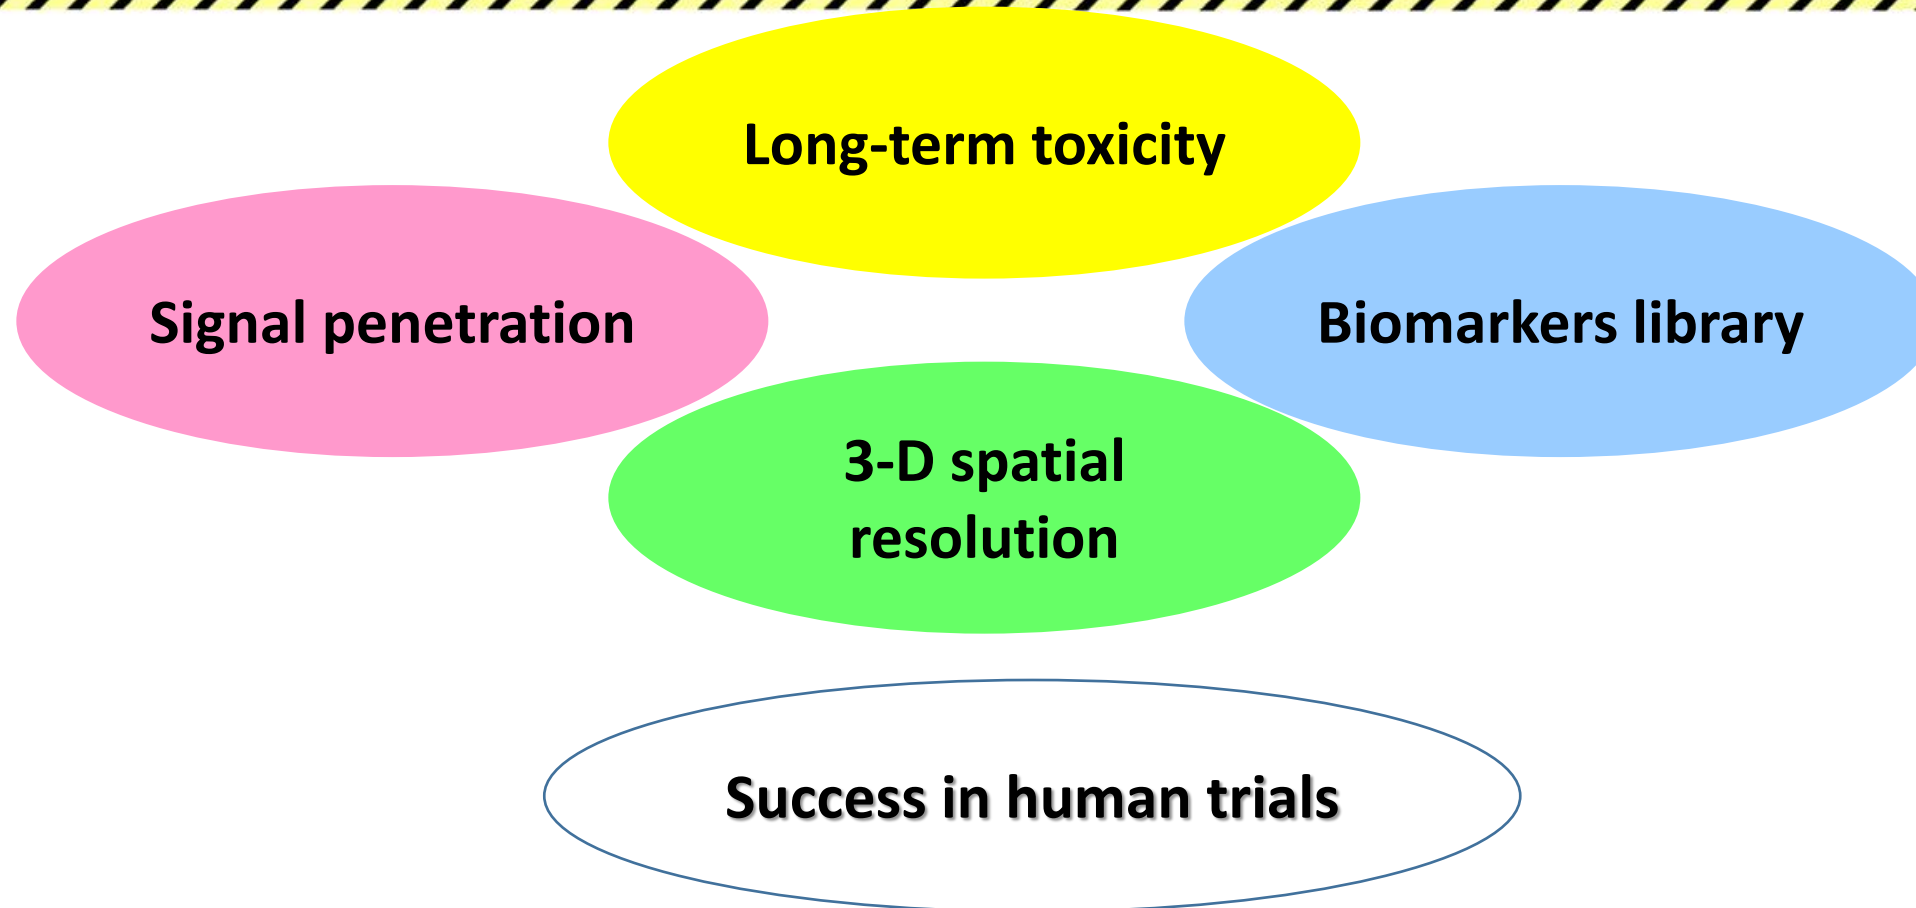 Long-term toxicity
Signal penetration
Biomarkers library
3-D spatial
resolution
Success in human trials